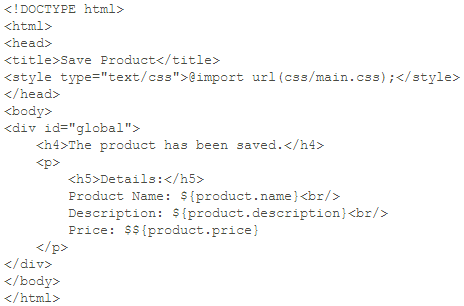 <!DOCTYPE html>
<html>
<head>
<title>Save Product</title>
<style type="text/css">@import url(css/main.css);</style>
</head>
<body>
<div id="global">
    <h4>The product has been saved.</h4>
    <p>
        <h5>Details:</h5>
        Product Name: ${product.name}<br/>
        Description: ${product.description}<br/>
        Price: $${product.price}
    </p>
</div>
</body>
</html>